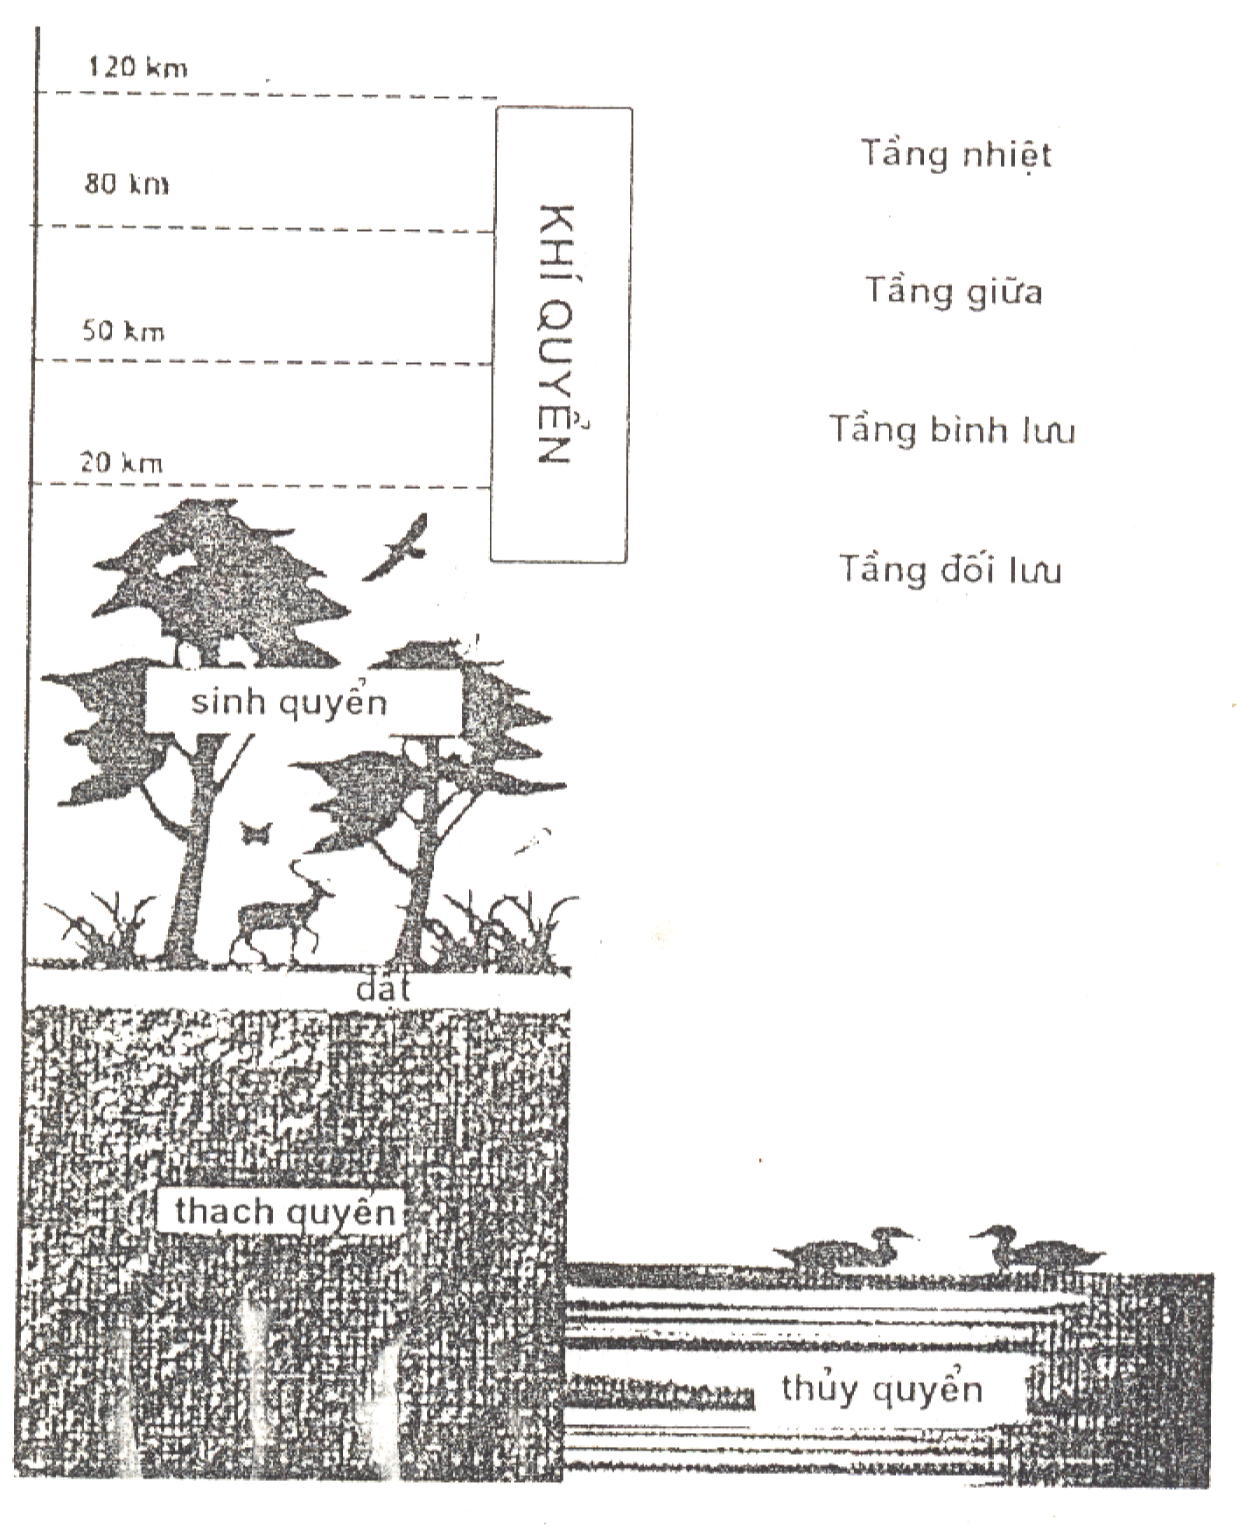 120 km
Tầng nhiệt
80 km
Tầng giữa
50 km
KHÍ QUYỂN
Tầng bình lưu
20 km
Tầng đối lưu
sinh quyển
đất
thạch quyển
thủy quyển